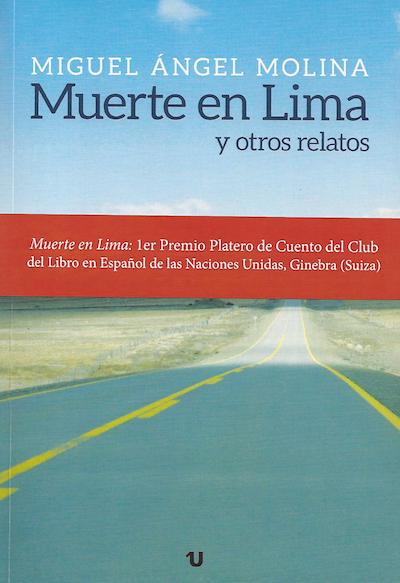 MIGUEL ÁNGEL MOLINA
Muerte en Lima
y otros relatos
Muerte en Lima: 1er Premio Platero de Cuento del Club
del Libro en Español de las Naciones Unidas, Ginebra (Suiza)
1U